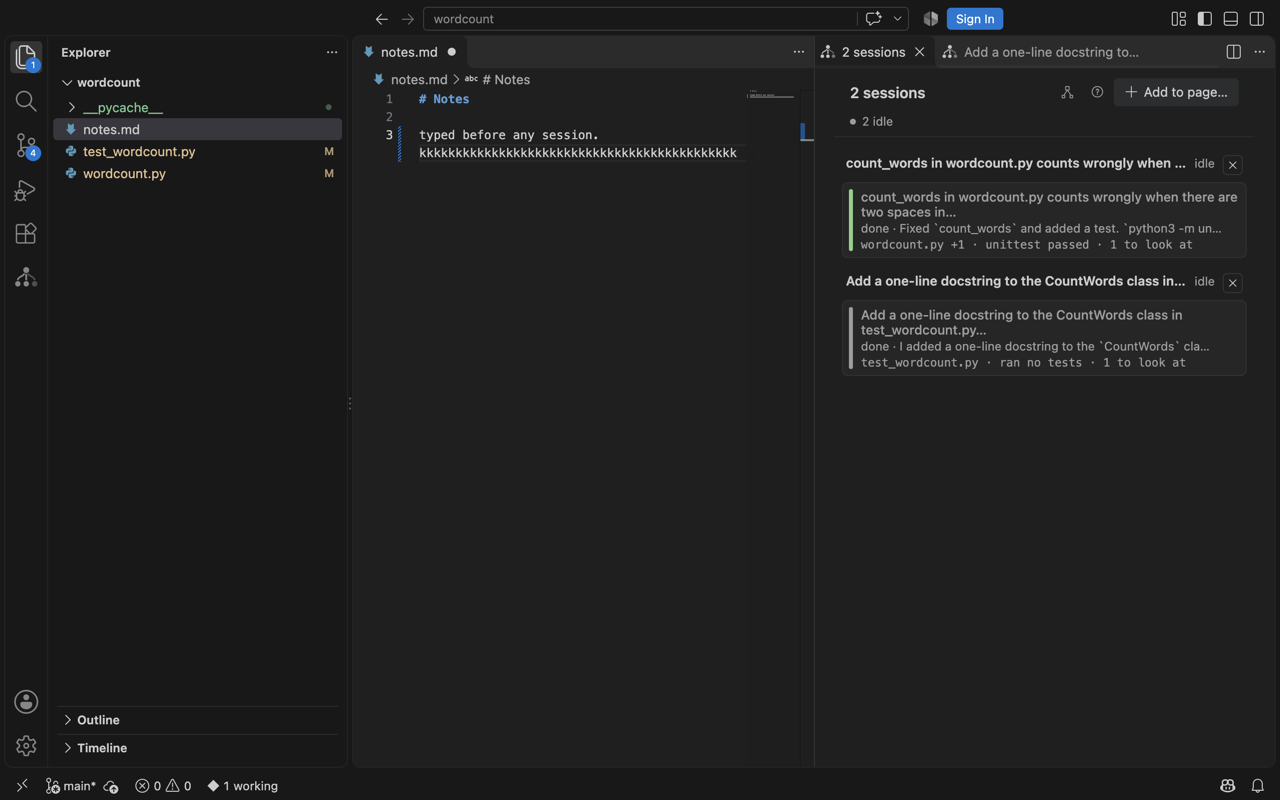 wordcount
Sign In
Explorer
wordcount
__pycache__
notes.md
test_wordcount.py M
wordcount.py M
1
4
Outline
Timeline
notes.md
notes.md > abc # Notes
1 # Notes
2
3 typed before any session.
2 sessions
Add a one-line docstring to...
2 sessions
Add to page...
2 idle
count_words in wordcount.py counts wrongly when ... idle
count_words in wordcount.py counts wrongly when there are
two spaces in...
done · Fixed `count_words` and added a test. `python3 -m un...
wordcount.py +1 · unittest passed · 1 to look at
Add a one-line docstring to the CountWords class in... idle
Add a one-line docstring to the CountWords class in
test_wordcount.py...
done · I added a one-line docstring to the `CountWords` cla...
test_wordcount.py · ran no tests · 1 to look at
main* 0 0 1 working